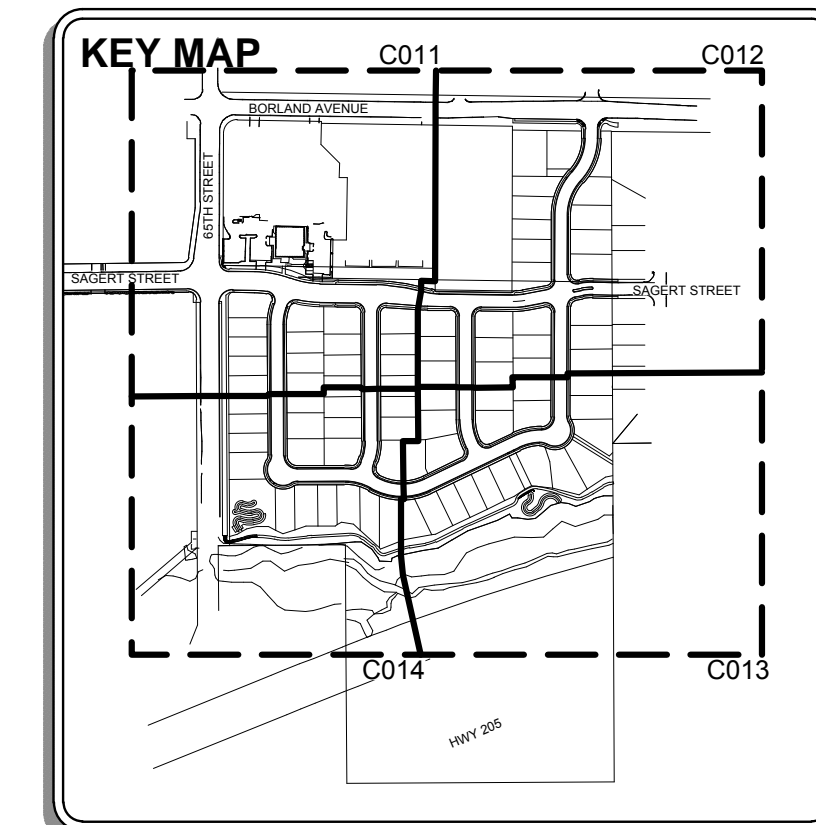 KEY MAP
C011
C012
BORLAND AVENUE
65TH STREET
SAGERT STREET
SAGERT STREET
C014
C013
HWY 205